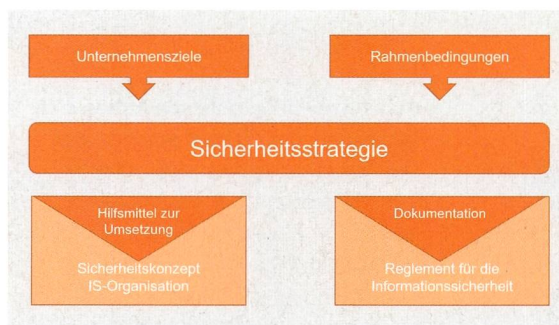 Unternehmensziele
Rahmenbedingungen
Sicherheitsstrategie
Hilfsmittel zur
Umsetzung
Sicherheitskonzept
IS-Organisation
Dokumentation
Reglement für die
Informationssicherheit